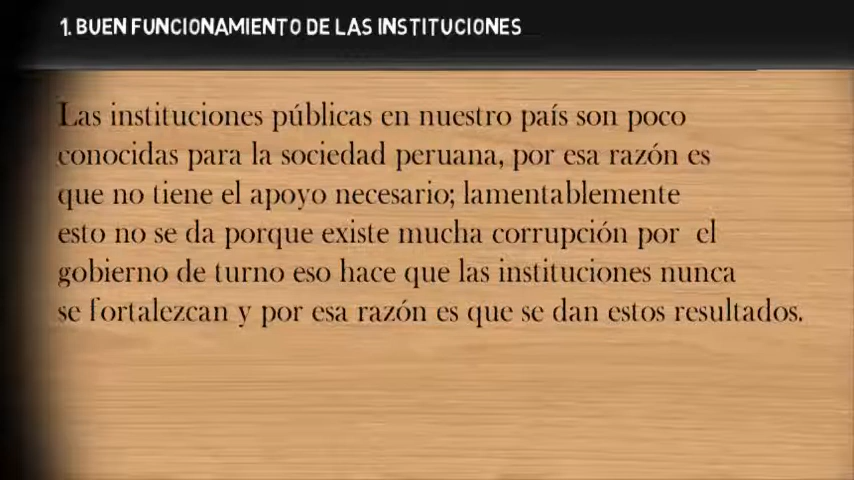 1. BUEN FUNCIONAMIENTO DE LAS INSTITUCIONES
Las instituciones públicas en nuestro país son poco
conocidas para la sociedad peruana, por esa razón es
que no tiene el apoyo necesario; lamentablemente
esto no se da porque existe mucha corrupción por el
gobierno de turno eso hace que las instituciones nunca
se fortalezcan y por esa razón es que se dan estos resultados.